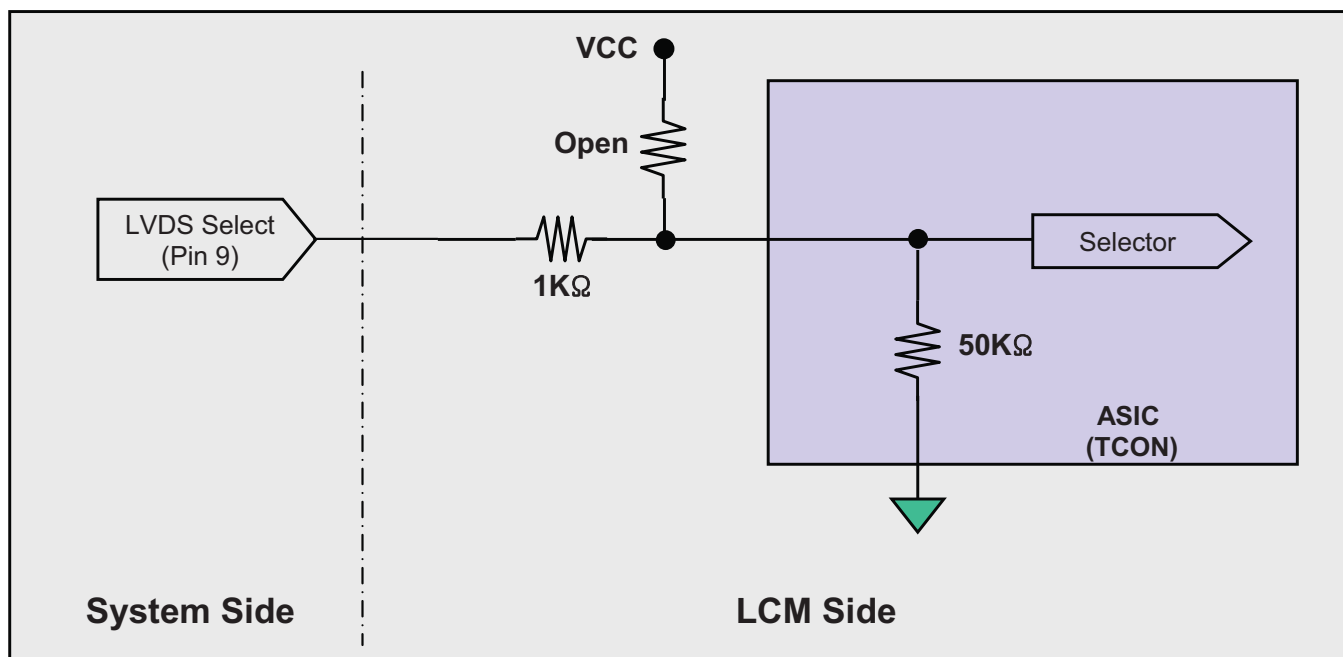 VCC
Open
LVDS Select
(Pin 9)
1KΩ
Selector
50KΩ
ASIC
(TCON)
System Side
LCM Side